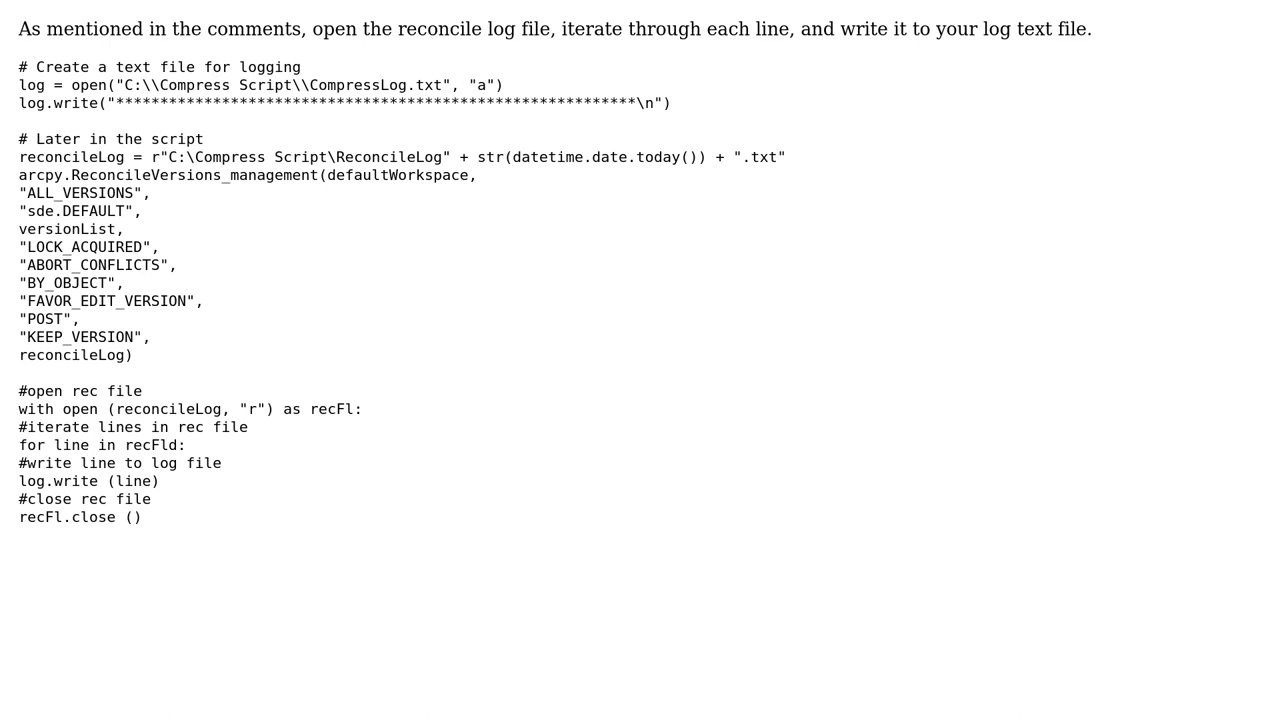 As mentioned in the comments, open the reconcile log file, iterate through each line, and write it to your log text file.
# Create a text file for logging
log = open("C:\\Compress Script\\CompressLog.txt", "a")
log.write("***********************************************************\n")
# Later in the script
reconcileLog = r"C:\Compress Script\ReconcileLog" + str(datetime.date.today()) + ".txt"
arcpy.ReconcileVersions_management(defaultWorkspace,
"ALL_VERSIONS",
"sde.DEFAULT",
versionList,
"LOCK_ACQUIRED",
"ABORT_CONFLICTS",
"BY_OBJECT",
"FAVOR_EDIT_VERSION",
"POST",
"KEEP_VERSION",
reconcileLog)
#open rec file
with open (reconcileLog, "r") as recFl:
#iterate lines in rec file
for line in recFld:
#write line to log file
log.write (line)
#close rec file
recFl.close ()